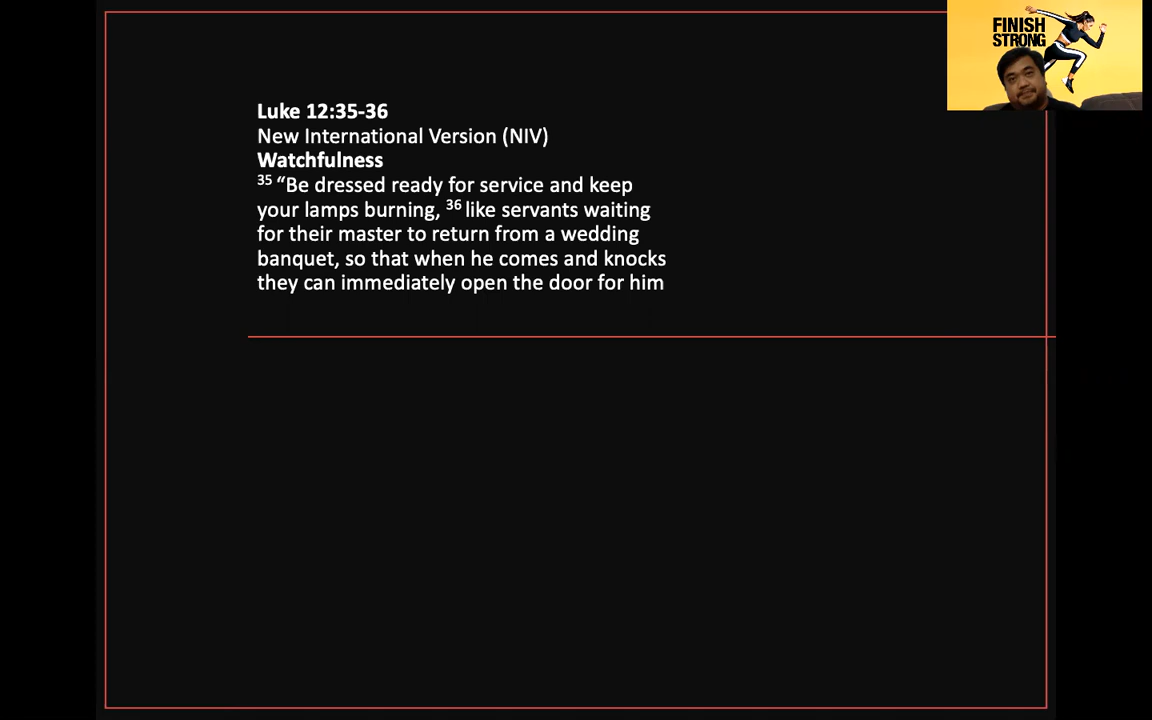 FINISH
STRONG
Luke 12:35-36
New International Version (NIV)
Watchfulness
35 “Be dressed ready for service and keep
your lamps burning, 36 like servants waiting
for their master to return from a wedding
banquet, so that when he comes and knocks
they can immediately open the door for him